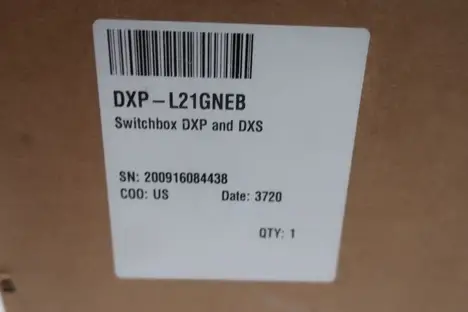 DXP-L21GNEB
Switchbox DXP and DXS
SN: 200916084438
COO: US Date: 3720
QTY: 1